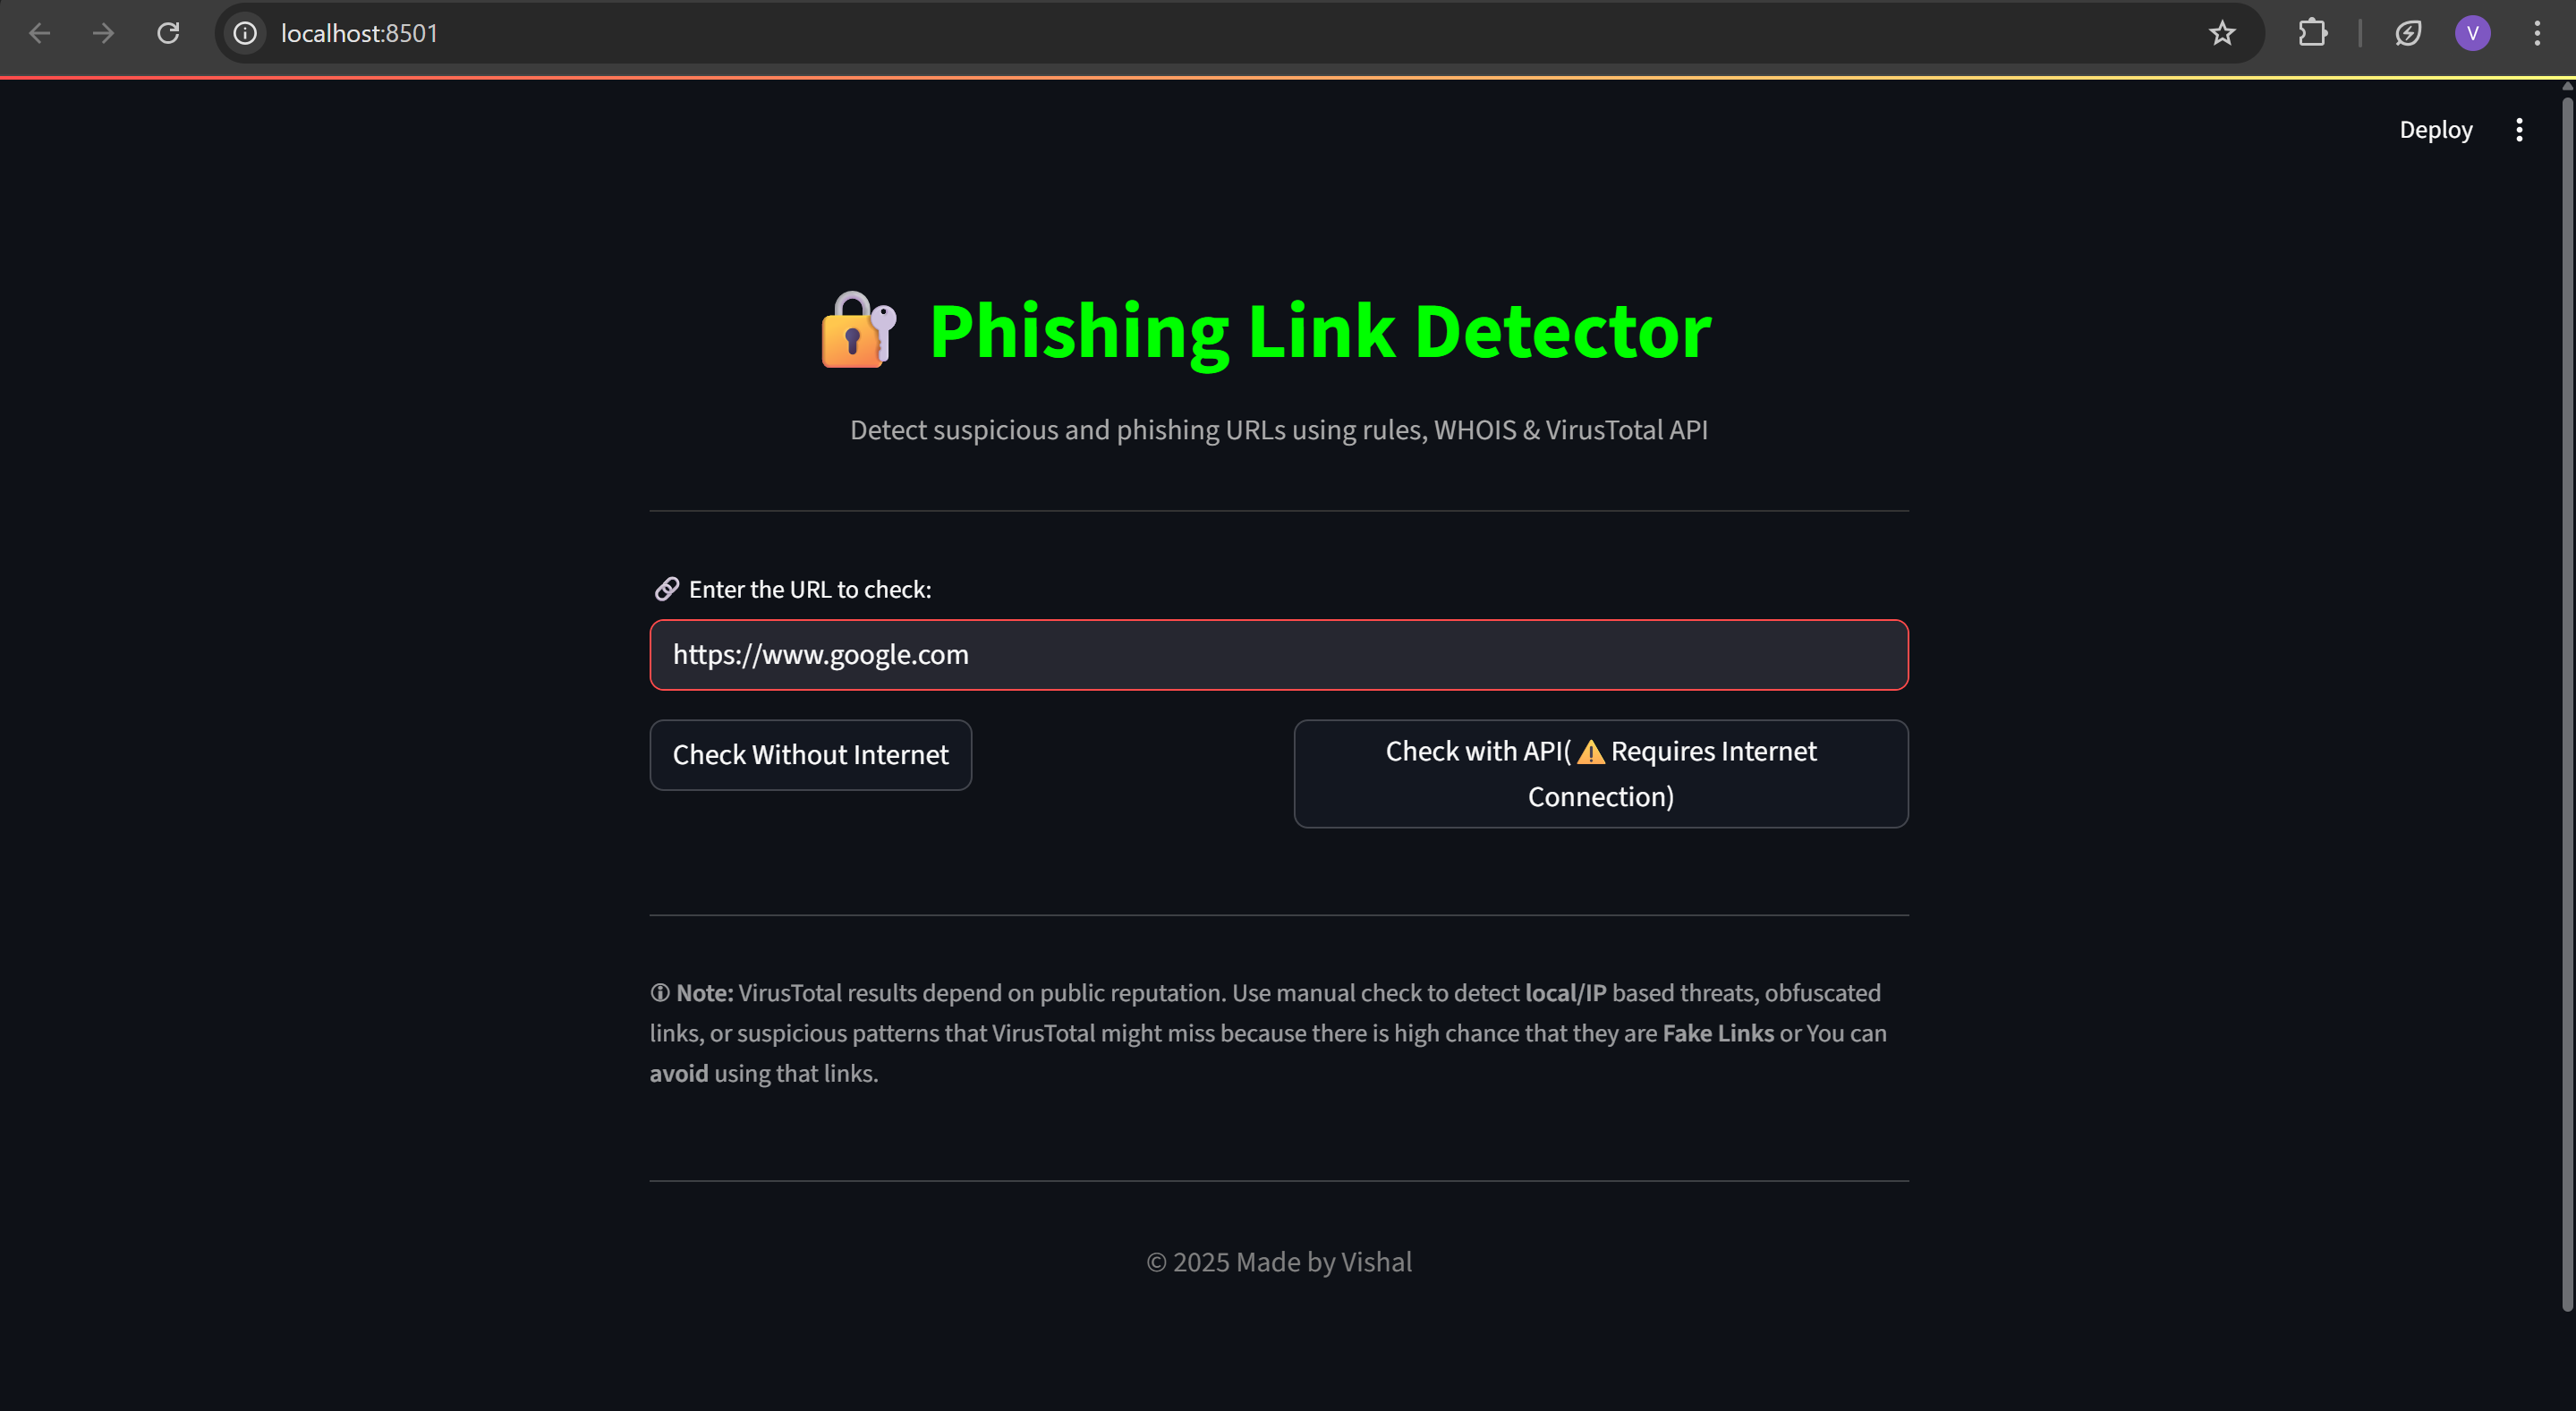 localhost:8501
V
Deploy
Phishing Link Detector
Detect suspicious and phishing URLs using rules, WHOIS & VirusTotal API
Enter the URL to check:
https://www.google.com
Check Without Internet
Check with API(⚠️ Requires Internet
Connection)
ℹ Note: VirusTotal results depend on public reputation. Use manual check to detect local/IP based threats, obfuscated
links, or suspicious patterns that VirusTotal might miss because there is high chance that they are Fake Links or You can
avoid using that links.
© 2025 Made by Vishal